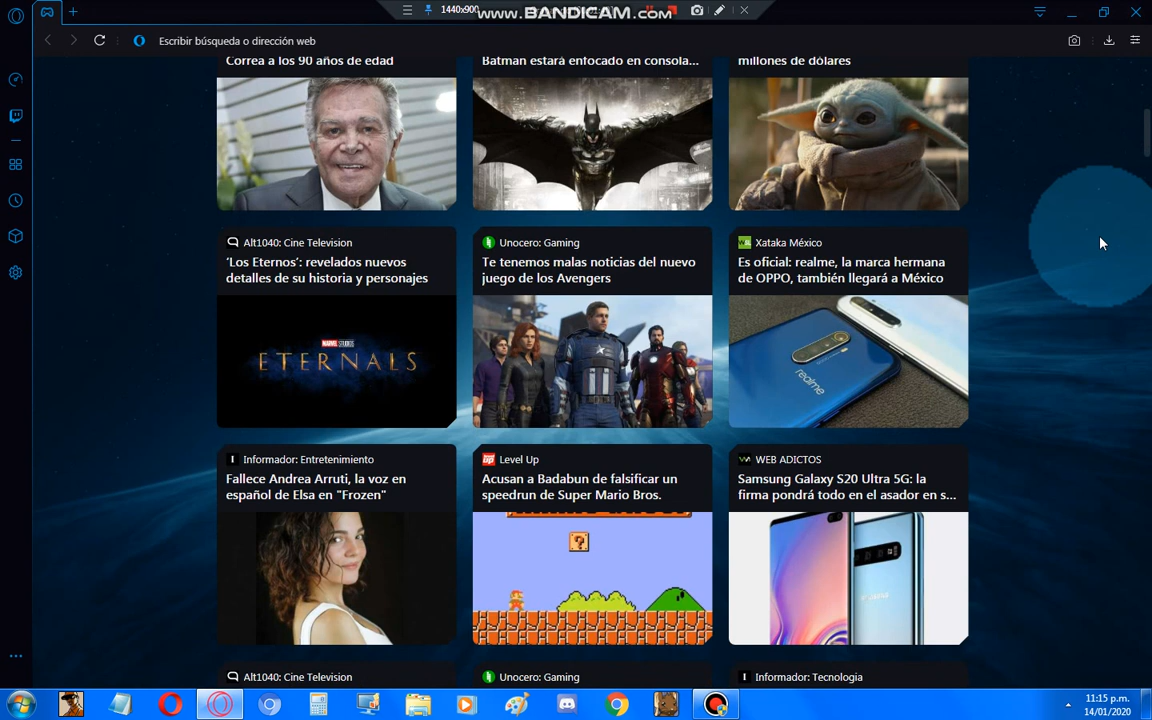 1440x900
www.BANDICAM.com
Escribir búsqueda o dirección web
Correa a los 90 años de edad
Batman estará enfocado en consola...
millones de dólares
Alt1040: Cine Television
‘Los Eternos’: revelados nuevos
detalles de su historia y personajes
MARVEL STUDIOS
ETERNALS
Unocero: Gaming
Te tenemos malas noticias del nuevo
juego de los Avengers
Xataka México
Es oficial: realme, la marca hermana
de OPPO, también llegará a México
realme
Informador: Entretenimiento
Fallece Andrea Arruti, la voz en
español de Elsa en "Frozen"
Level Up
Acusan a Badabun de falsificar un
speedrun de Super Mario Bros.
?
WEB ADICTOS
Samsung Galaxy S20 Ultra 5G: la
firma pondrá todo en el asador en s...
Alt1040: Cine Television
Unocero: Gaming
Informador: Tecnologia
11:15 p.m.
14/01/2020